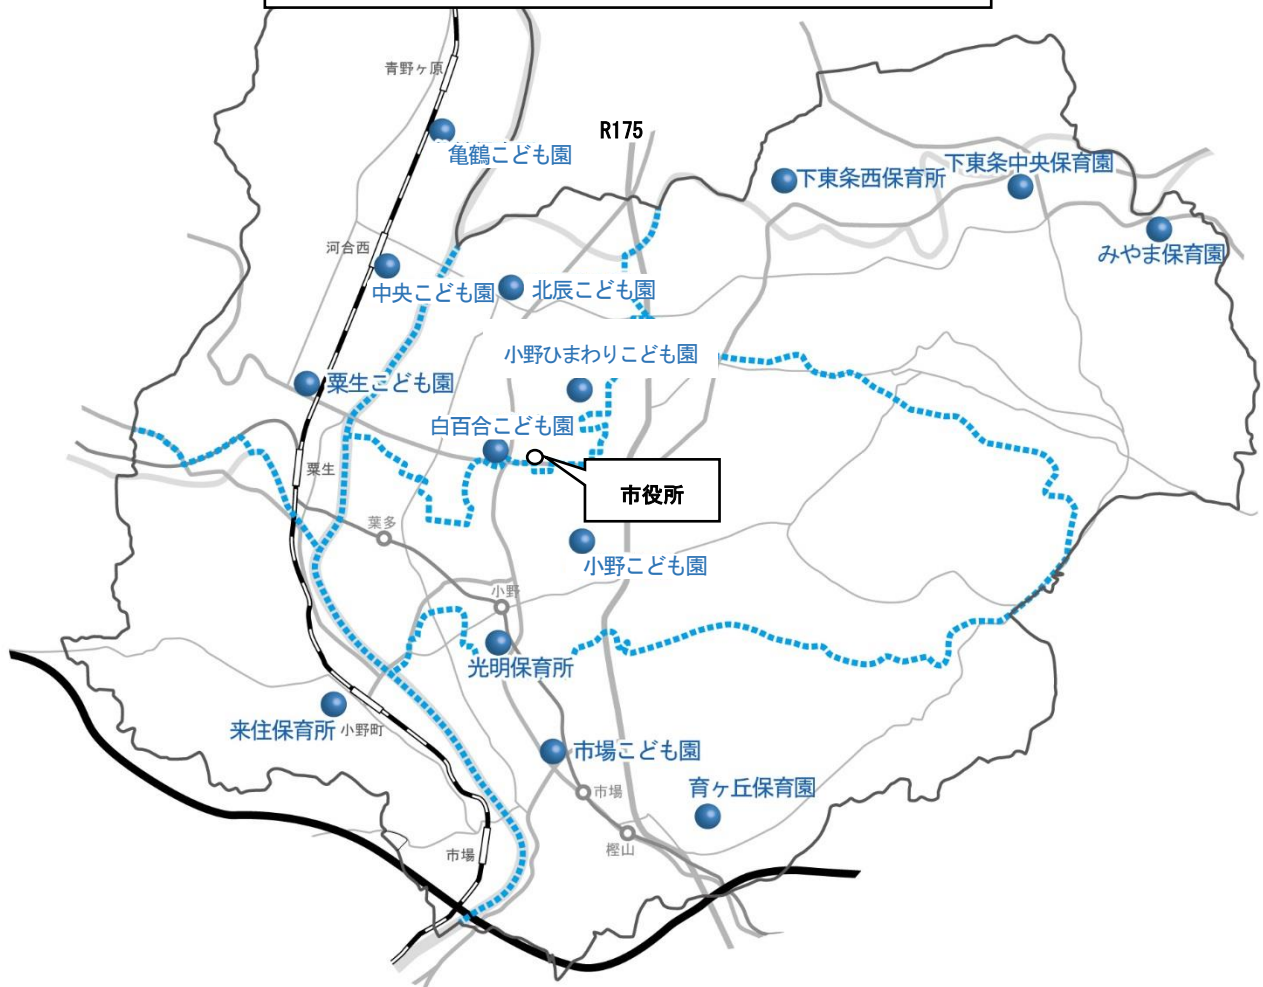 青野ヶ原
R175
亀鶴こども園
下東条中央保育園
下東条西保育所
河合西
みやま保育園
中央こども園
北辰こども園
小野ひまわりこども園
粟生こども園
白百合こども園
粟生
市役所
葉多
小野こども園
小野
光明保育所
来住保育所
小野町
市場こども園
育ヶ丘保育園
市場
樫山
市場